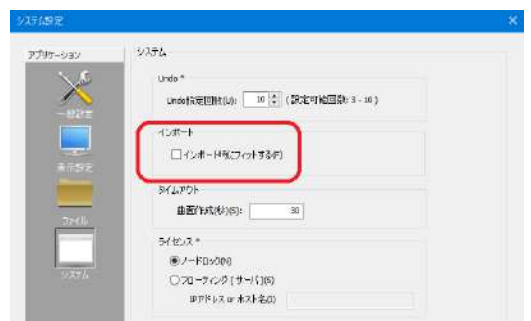 システム設定
アプリケーション
一般設定
表示設定
ファイル
システム
システム
Undo *
Undo指定回数(U): 10 (設定可能回数: 3 - 10)
インポート
インポート時にフィットする(F)
タイムアウト
曲面作成(秒)(S): 30
ライセンス *
ノードロック(N)
フローティング [サーバ](S)
IPアドレス or ホスト名(I)